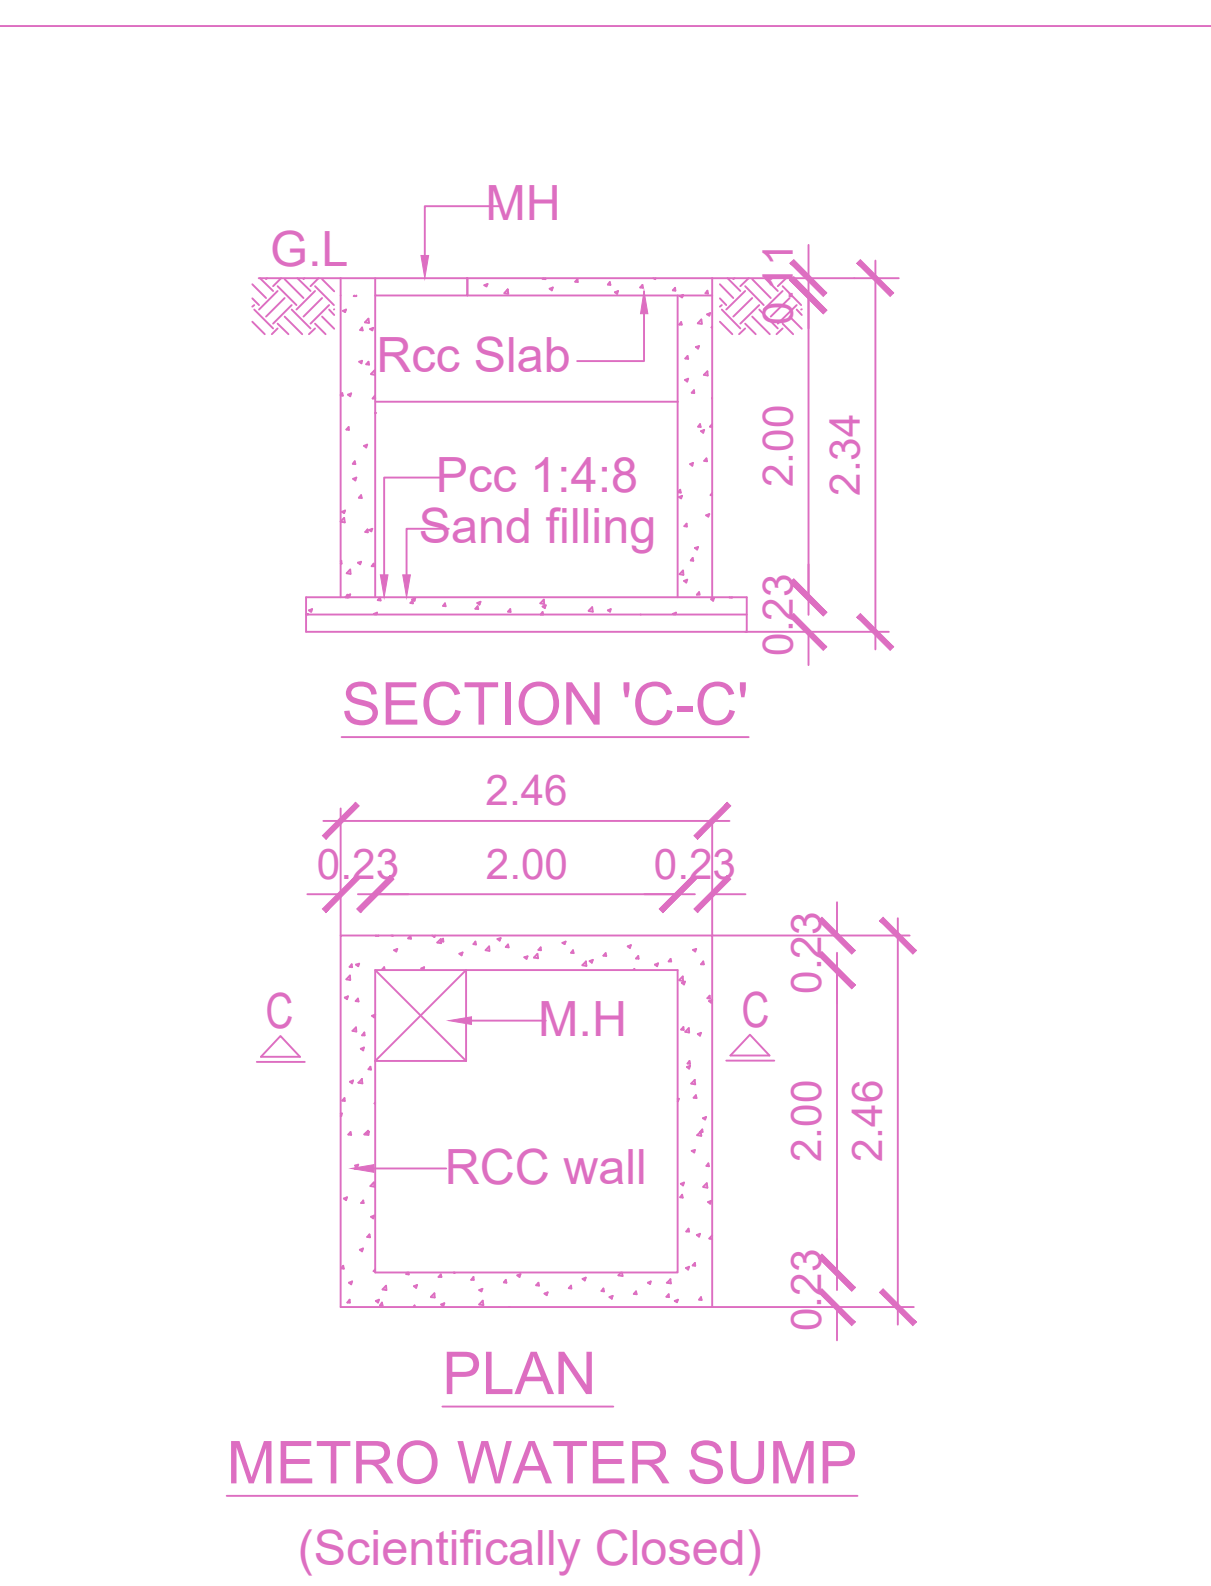 MH
G.L
0.11
Rcc Slab
2.00
2.34
Pcc 1:4:8
Sand filling
0.23
SECTION 'C-C'
2.46
0.23 2.00 0.23
0.23
C M.H C
2.00
2.46
RCC wall
0.23
PLAN
METRO WATER SUMP
(Scientifically Closed)